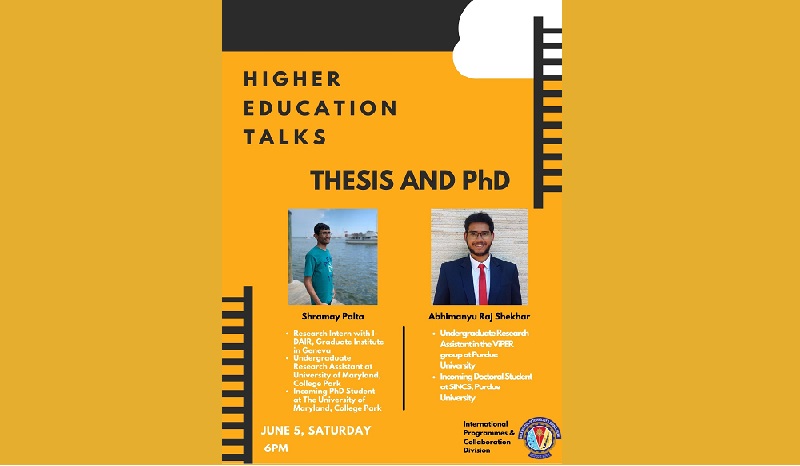 HIGHER
EDUCATION
TALKS
THESIS AND PhD
Shramay Palta
Research Intern with I-
DAIR, Graduate Institute
in Geneva
Undergraduate
Research Assistant at
University of Maryland,
College Park
Incoming PhD Student
at The University of
Maryland, College Park
Abhimanyu Raj Shekhar
Undergraduate Research
Assistant in the VIPER
group at Purdue
University
Incoming Doctoral Student
at SINCS, Purdue
University
JUNE 5, SATURDAY
6PM
International
Programmes &
Collaboration
Division